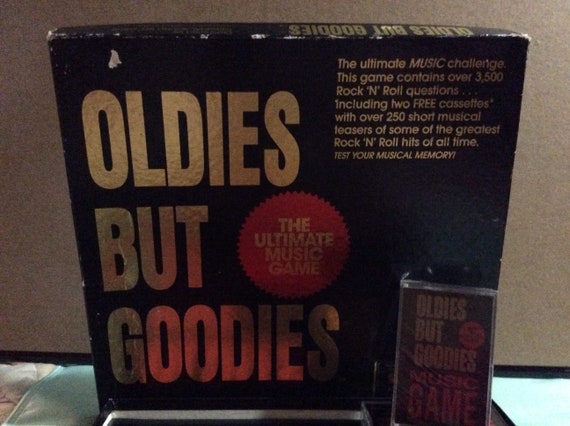 OLDIES BUT GOODIES
The ultimate MUSIC challenge.
This game contains over 3,500
Rock 'N' Roll questions . . .
Including two FREE cassettes*
with over 250 short musical
teasers of some of the greatest
Rock 'N' Roll hits of all time.
TEST YOUR MUSICAL MEMORY!
OLDIES
BUT
GOODIES
THE
ULTIMATE
MUSIC
GAME
OLDIES
BUT
GOODIES
MUSIC
GAME